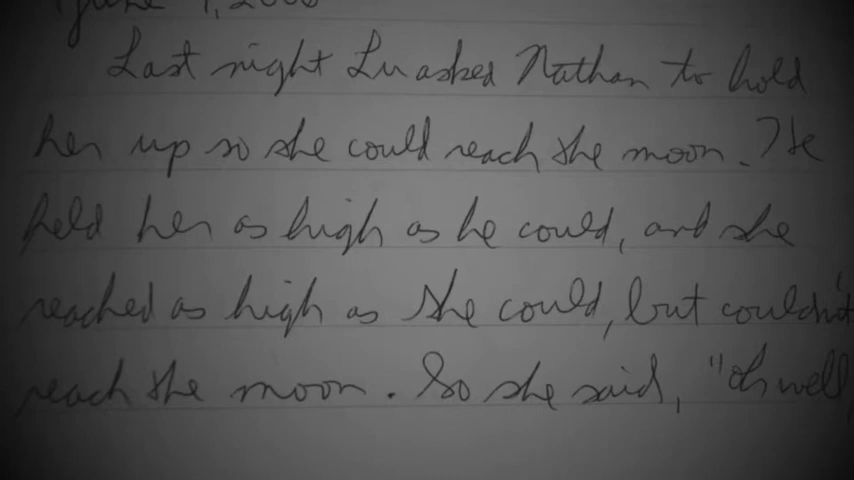 June
Last night Lu asked Nathan to hold
her up so she could reach the moon. He
held her as high as he could, and she
reached as high as she could, but couldn't
reach the moon. So she said, "oh well,